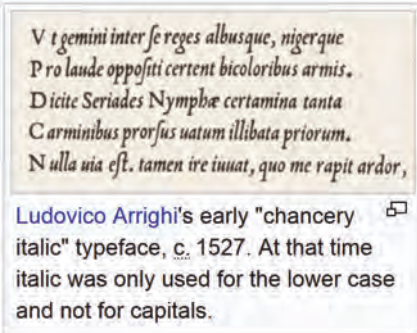 V t gemini inter ſe reges albusque, nigerque
P ro laude oppoſiti certent bicoloribus armis.
D icite Seriades Nymphæ certamina tanta
C arminibus prorſus uatum illibata priorum.
N ulla uia eſt. tamen ire iuuat, quo me rapit ardor,
Ludovico Arrighi's early "chancery
italic" typeface, c. 1527. At that time
italic was only used for the lower case
and not for capitals.